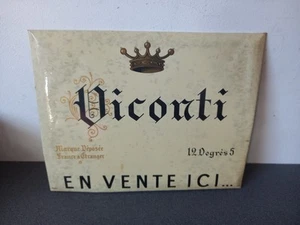 Viconti
Marque Déposée
France & Étranger
12 Degrés 5
EN VENTE ICI...